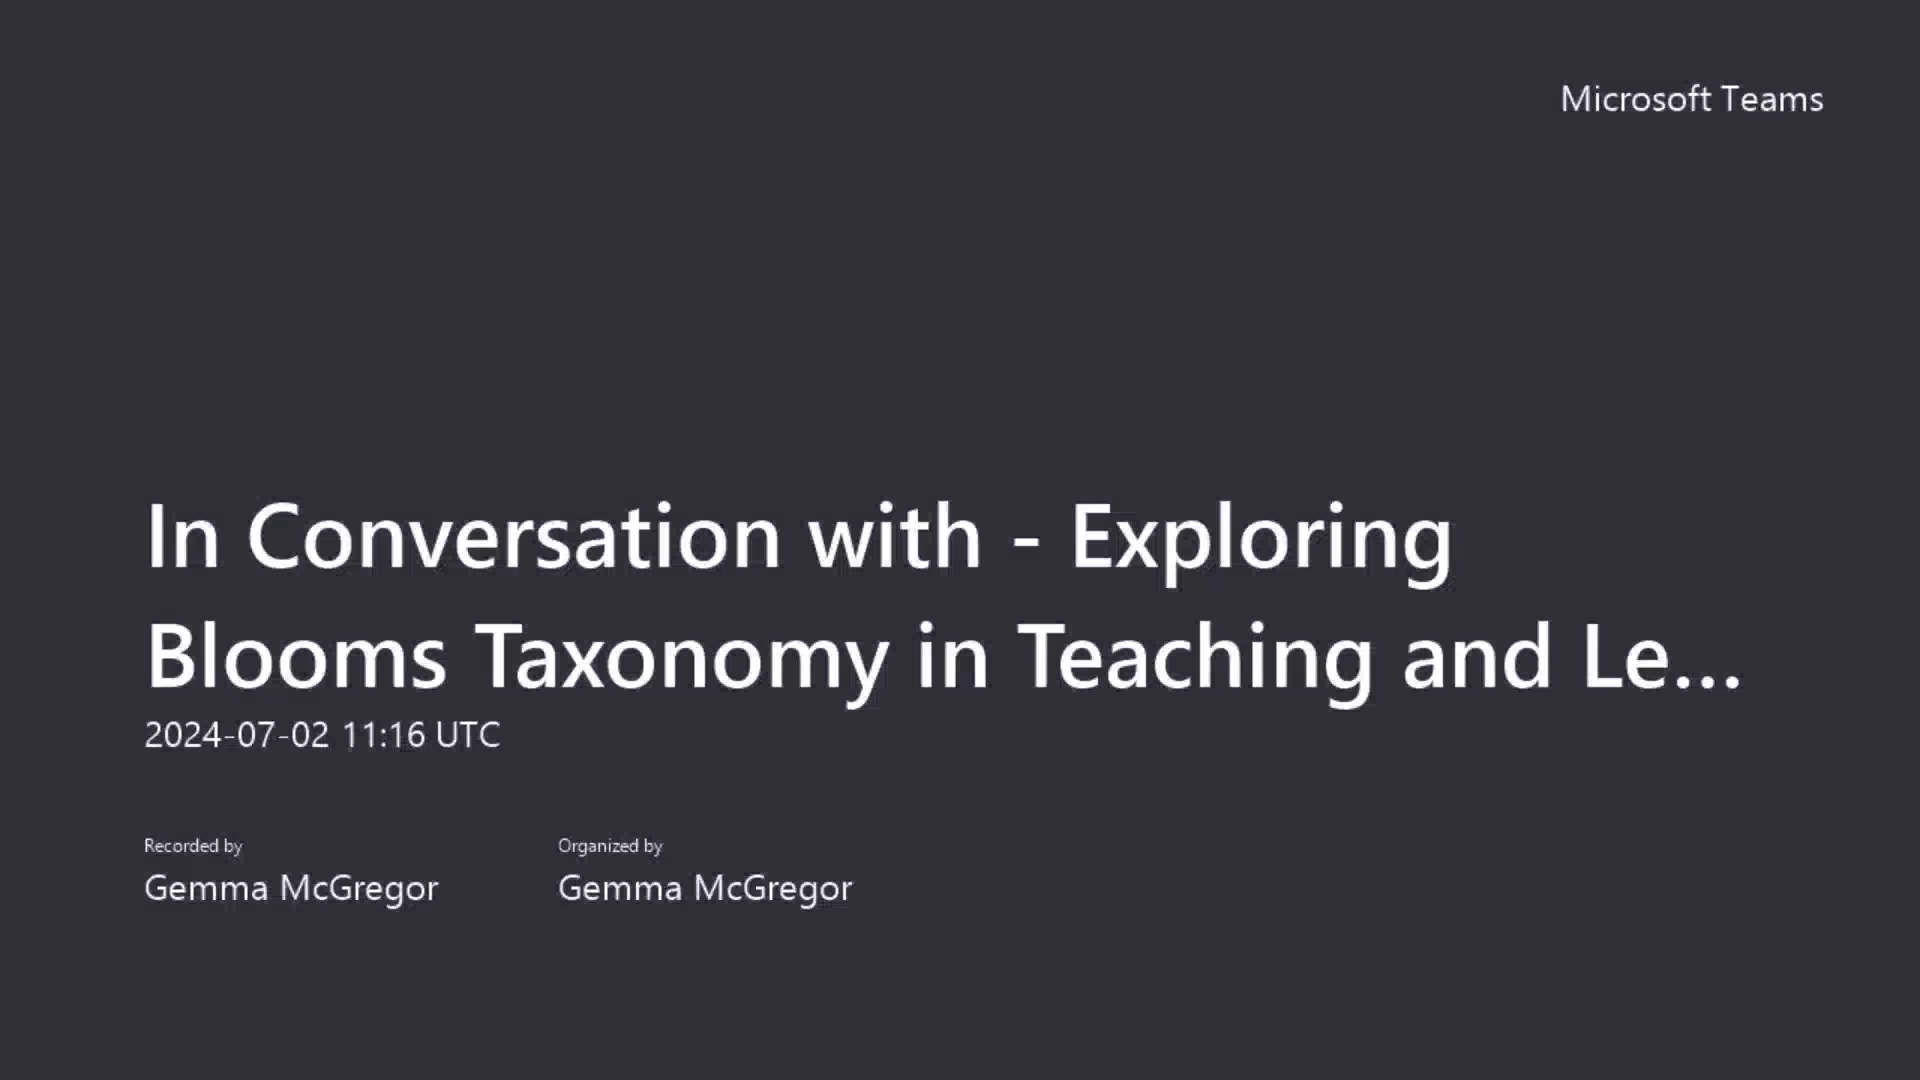 Microsoft Teams
In Conversation with - Exploring
Blooms Taxonomy in Teaching and Le...
2024-07-02 11:16 UTC
Recorded by
Gemma McGregor
Organized by
Gemma McGregor